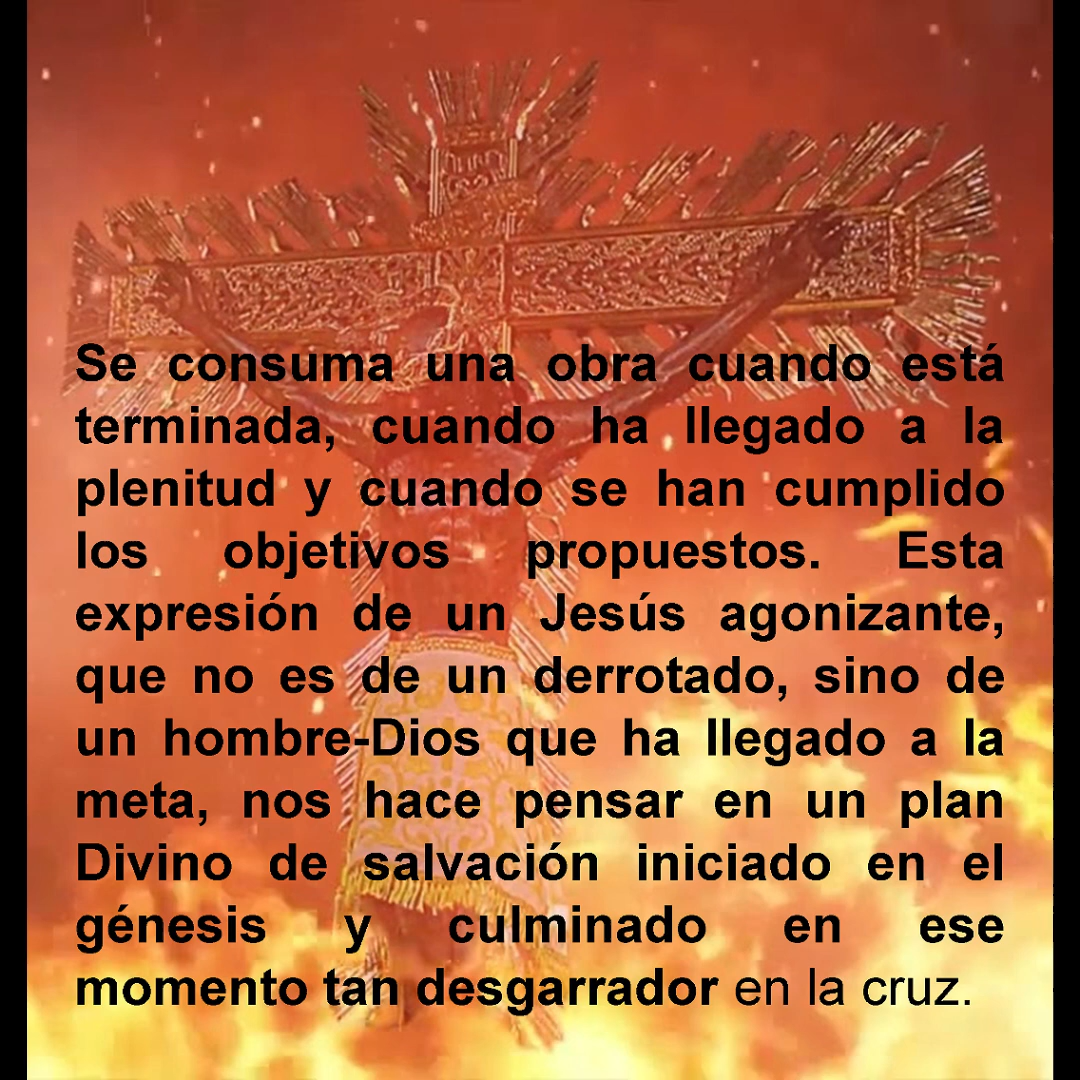 Se consuma una obra cuando está
terminada, cuando ha llegado a la
plenitud y cuando se han cumplido
los objetivos propuestos. Esta
expresión de un Jesús agonizante,
que no es de un derrotado, sino de
un hombre-Dios que ha llegado a la
meta, nos hace pensar en un plan
Divino de salvación iniciado en el
génesis y culminado en ese
momento tan desgarrador en la cruz.